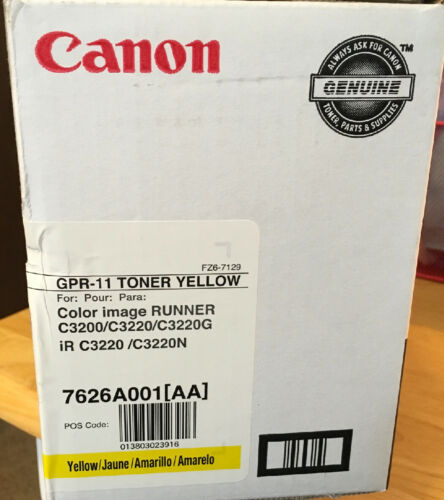 Canon
ALWAYS ASK FOR CANON
™
GENUINE
TONER, PARTS & SUPPLIES
FZ6-7129
GPR-11 TONER YELLOW
For: Pour: Para:
Color image RUNNER
C3200/C3220/C3220G
iR C3220 /C3220N
7626A001[AA]
POS Code:
013803023916
Yellow/Jaune/Amarillo/Amarelo